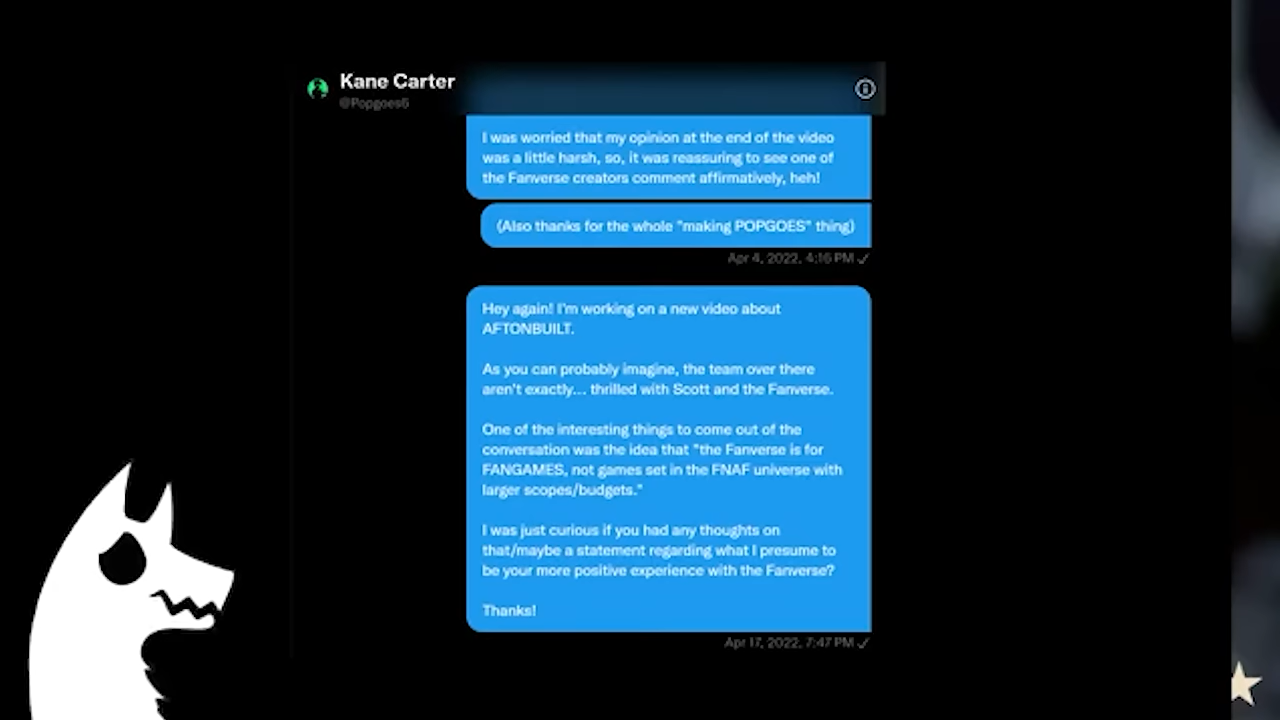 Kane Carter
@Popgoes6
I was worried that my opinion at the end of the video
was a little harsh, so, it was reassuring to see one of
the Fanverse creators comment affirmatively, heh!
(Also thanks for the whole "making POPGOES" thing)
Apr 4, 2022, 4:16 PM
Hey again! I'm working on a new video about
AFTONBUILT.
As you can probably imagine, the team over there
aren't exactly... thrilled with Scott and the Fanverse.
One of the interesting things to come out of the
conversation was the idea that "the Fanverse is for
FANGAMES, not games set in the FNAF universe with
larger scopes/budgets."
I was just curious if you had any thoughts on
that/maybe a statement regarding what I presume to
be your more positive experience with the Fanverse?
Thanks!
Apr 17, 2022, 7:47 PM